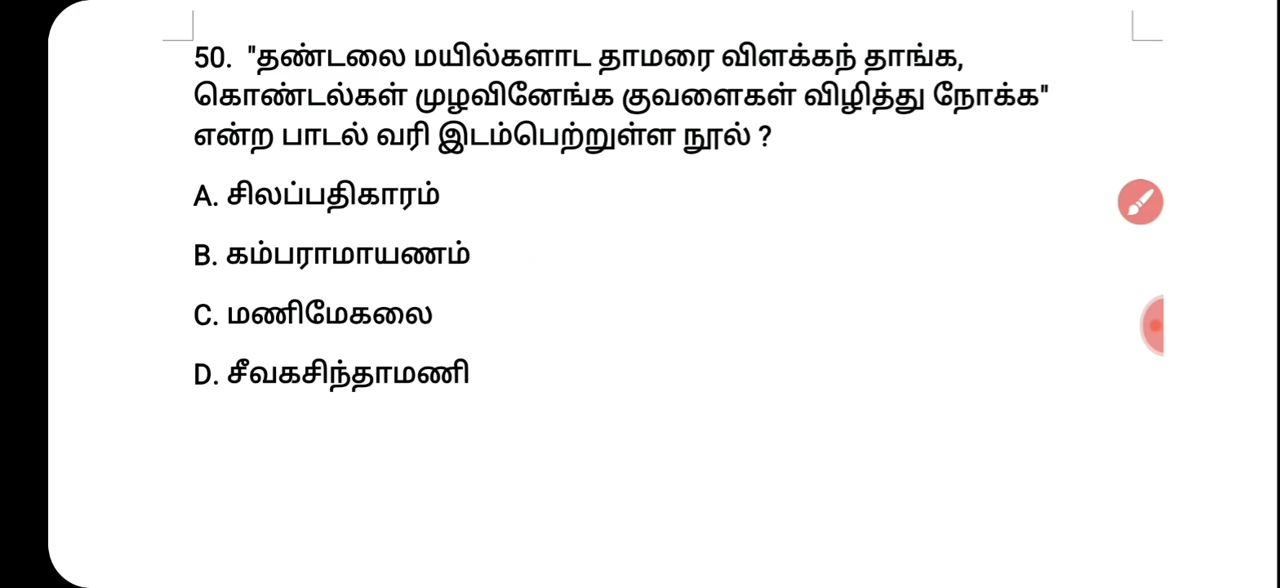 50. "தண்டலை மயில்களாட தாமரை விளக்கந் தாங்க,
கொண்டல்கள் முழவினேங்க குவளைகள் விழித்து நோக்க"
என்ற பாடல் வரி இடம்பெற்றுள்ள நூல் ?
A. சிலப்பதிகாரம்
B. கம்பராமாயணம்
C. மணிமேகலை
D. சீவகசிந்தாமணி